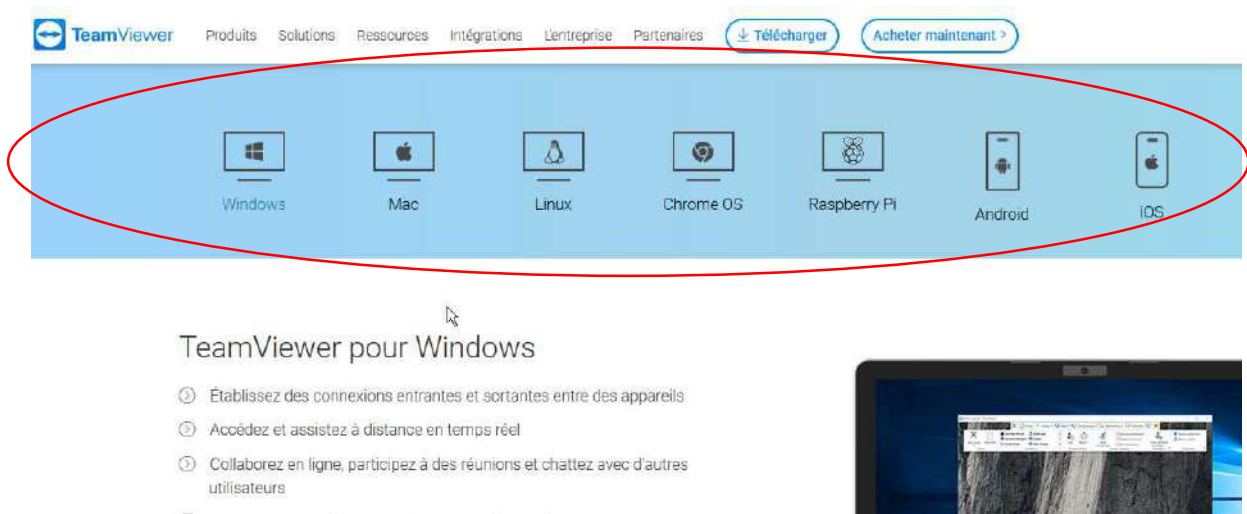 TeamViewer Produits Solutions Ressources Intégrations L'entreprise Partenaires Télécharger Acheter maintenant >
Windows Mac Linux Chrome OS Raspberry Pi Android iOS
TeamViewer pour Windows
Établissez des connexions entrantes et sortantes entre des appareils
Accédez et assistez à distance en temps réel
Collaborez en ligne, participez à des réunions et chattez avec d'autres
utilisateurs